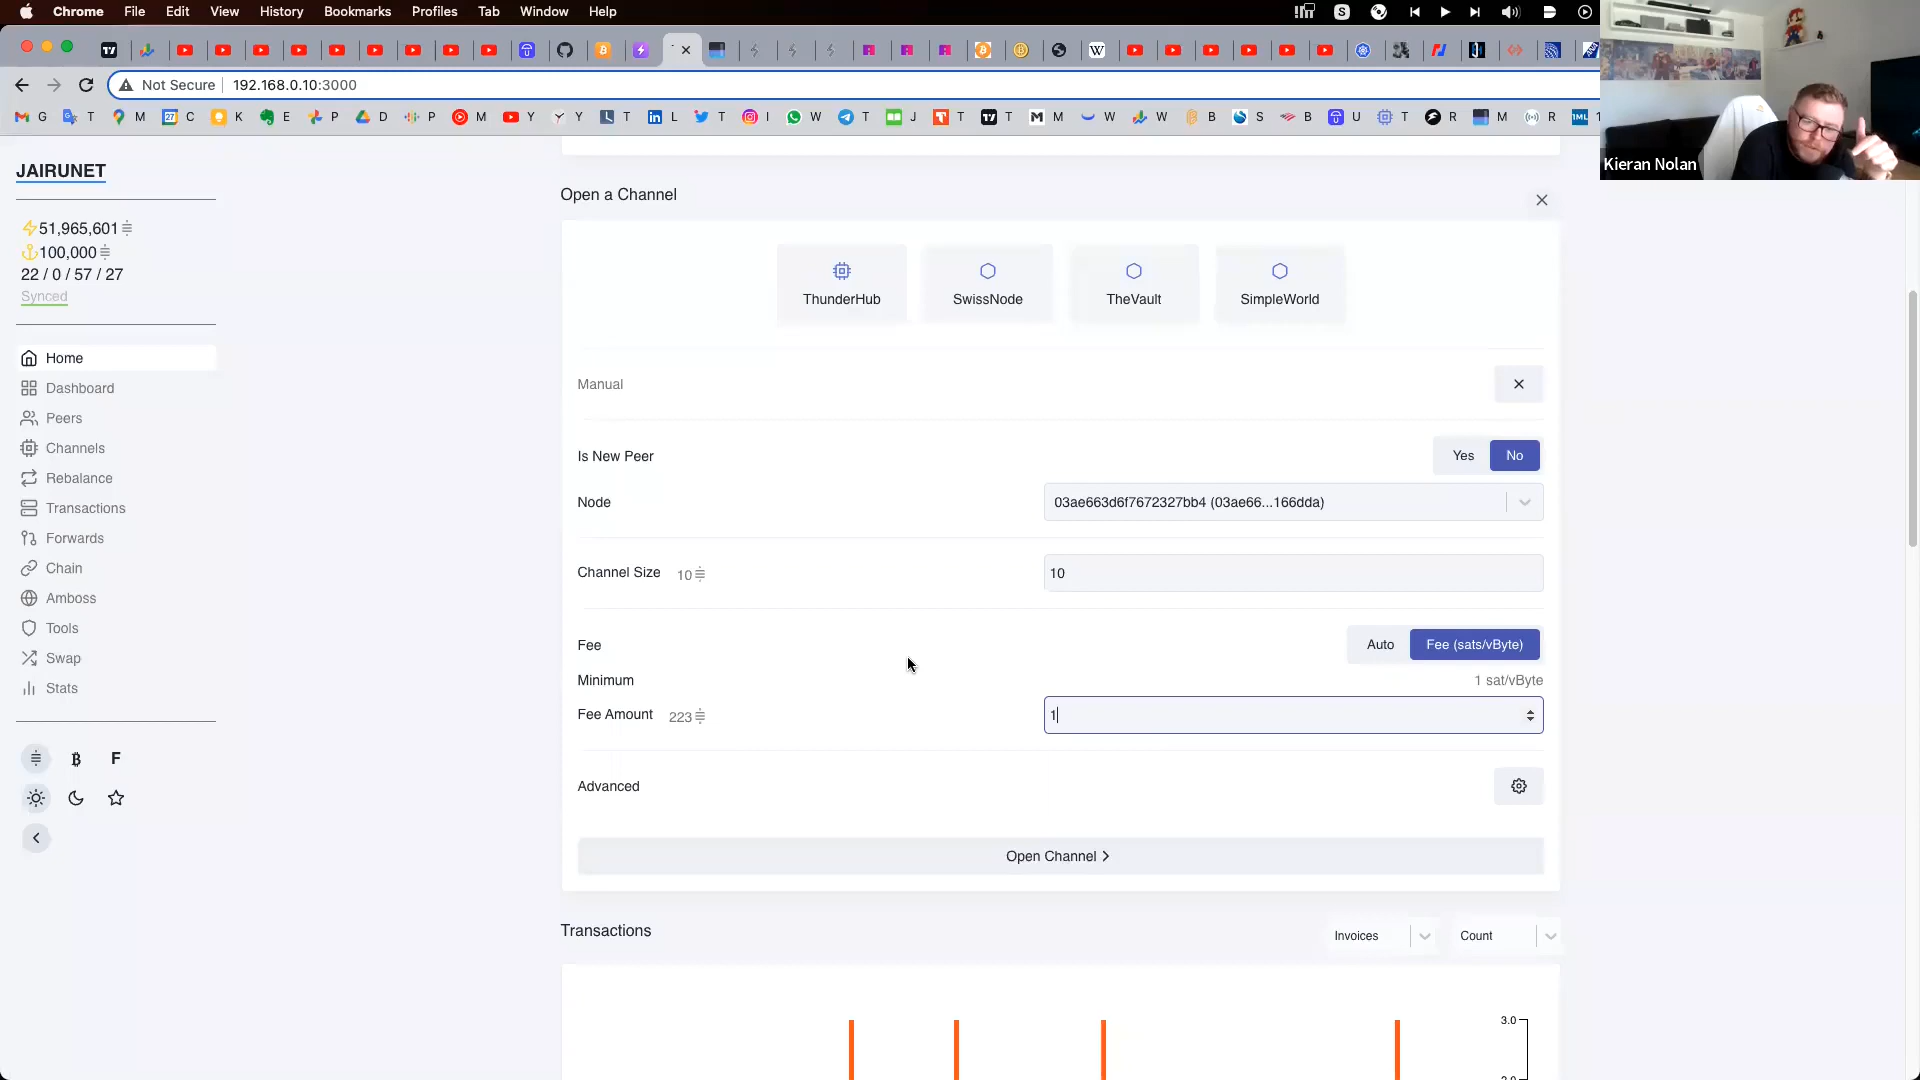 Chrome File Edit View History Bookmarks Profiles Tab Window Help
Not Secure 192.168.0.10:3000
G T M C K E P D P M Y Y T L T I W T J T T M W W B S B U T R M R 1ML
Kieran Nolan
JAIRUNET
51,965,601
100,000
22 / 0 / 57 / 27
Synced
Home
Dashboard
Peers
Channels
Rebalance
Transactions
Forwards
Chain
Amboss
Tools
Swap
Stats
F
Open a Channel
ThunderHub SwissNode TheVault SimpleWorld
Manual
Is New Peer Yes No
Node 03ae663d6f7672327bb4 (03ae66...166dda)
Channel Size 10 10
Fee Auto Fee (sats/vByte)
Minimum 1 sat/vByte
Fee Amount 223 1
Advanced
Open Channel
Transactions Invoices Count
3.0